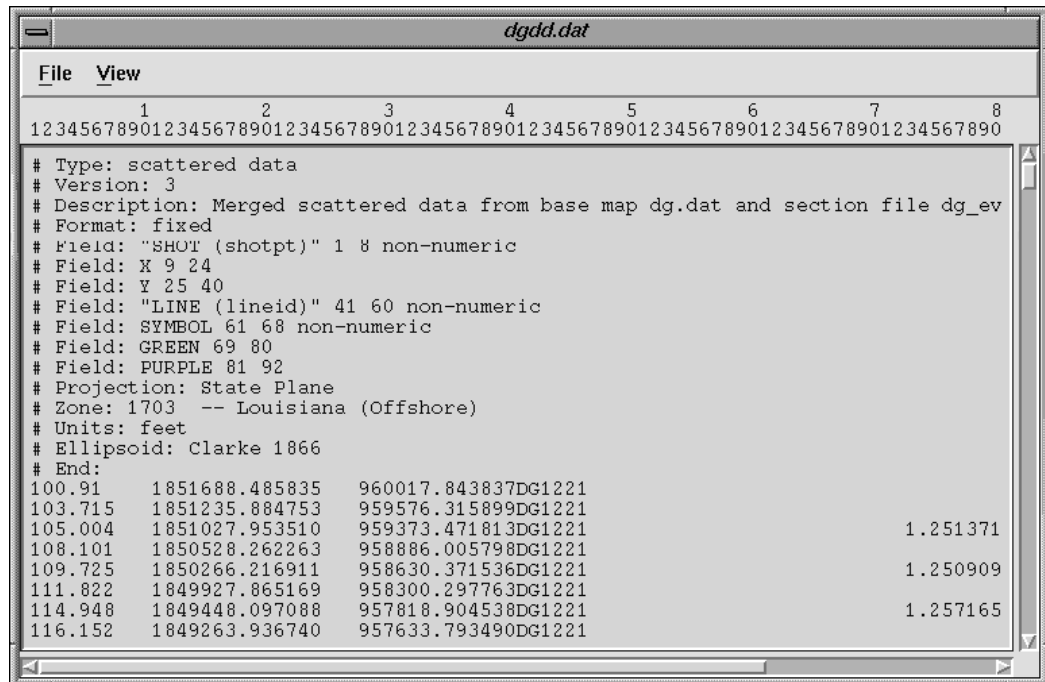 dgdd.dat
File View
1 2 3 4 5 6 7 8
12345678901234567890123456789012345678901234567890123456789012345678901234567890
# Type: scattered data
# Version: 3
# Description: Merged scattered data from base map dg.dat and section file dg_ev
# Format: fixed
# Field: "SHOT (shotpt)" 1 8 non-numeric
# Field: X 9 24
# Field: Y 25 40
# Field: "LINE (lineid)" 41 60 non-numeric
# Field: SYMBOL 61 68 non-numeric
# Field: GREEN 69 80
# Field: PURPLE 81 92
# Projection: State Plane
# Zone: 1703 -- Louisiana (Offshore)
# Units: feet
# Ellipsoid: Clarke 1866
# End:
100.91 1851688.485835 960017.843837DG1221
103.715 1851235.884753 959576.315899DG1221
105.004 1851027.953510 959373.471813DG1221 1.251371
108.101 1850528.262263 958886.005798DG1221
109.725 1850266.216911 958630.371536DG1221 1.250909
111.822 1849927.865169 958300.297763DG1221
114.948 1849448.097088 957818.904538DG1221 1.257165
116.152 1849263.936740 957633.793490DG1221